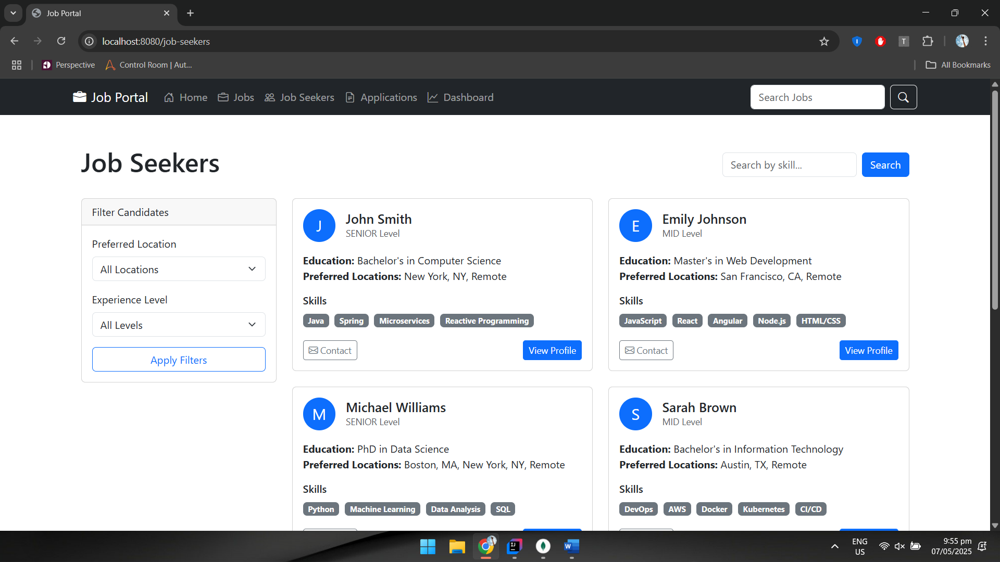 Job Portal
localhost:8080/job-seekers
T
Perspective
Control Room | Aut...
All Bookmarks
Job Portal
Home
Jobs
Job Seekers
Applications
Dashboard
Search Jobs
Job Seekers
Search by skill...
Search
Filter Candidates
Preferred Location
All Locations
Experience Level
All Levels
Apply Filters
J
John Smith
SENIOR Level
Education: Bachelor's in Computer Science
Preferred Locations: New York, NY, Remote
Skills
Java Spring Microservices Reactive Programming
Contact
View Profile
E
Emily Johnson
MID Level
Education: Master's in Web Development
Preferred Locations: San Francisco, CA, Remote
Skills
JavaScript React Angular Node.js HTML/CSS
Contact
View Profile
M
Michael Williams
SENIOR Level
Education: PhD in Data Science
Preferred Locations: Boston, MA, New York, NY, Remote
Skills
Python Machine Learning Data Analysis SQL
S
Sarah Brown
MID Level
Education: Bachelor's in Information Technology
Preferred Locations: Austin, TX, Remote
Skills
DevOps AWS Docker Kubernetes CI/CD
IJ
W
ENG
US
9:55 pm
07/05/2025